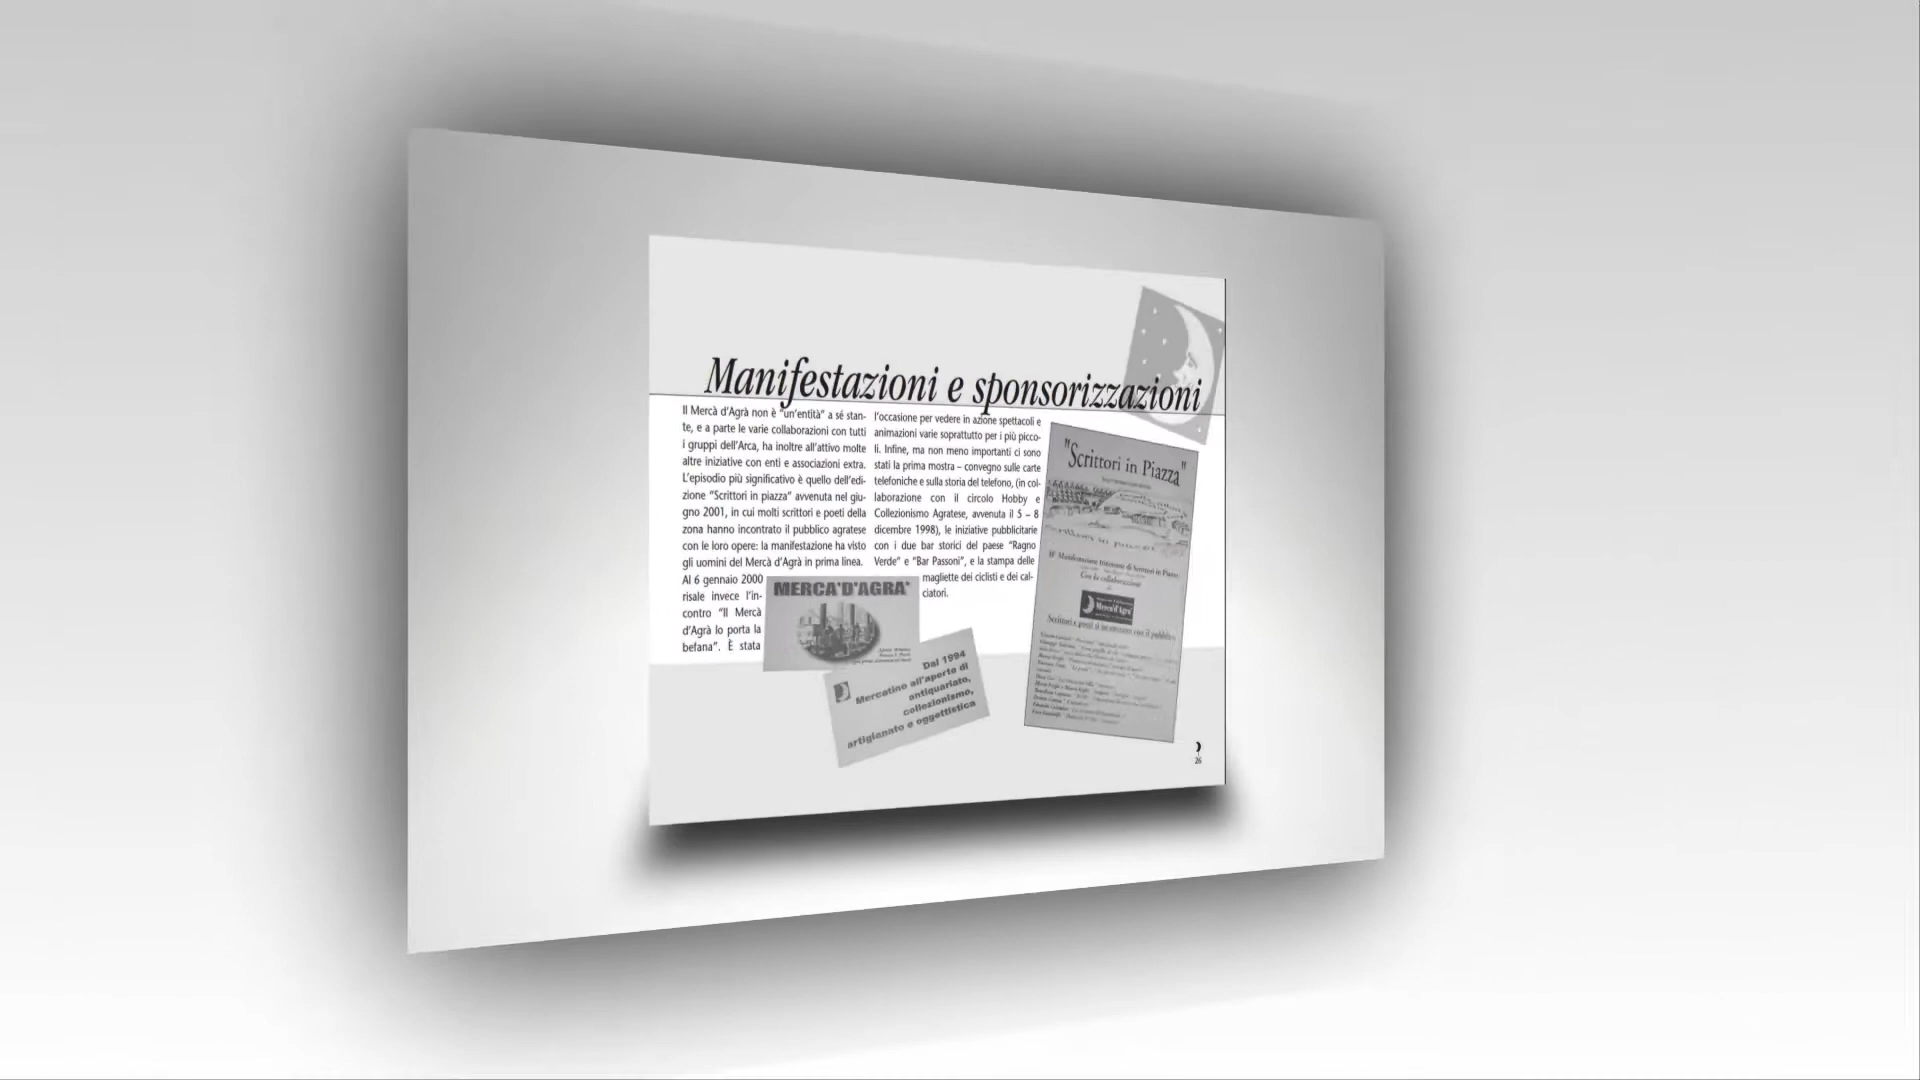 Manifestazioni e sponsorizzazioni
Il Mercà d'Agrà non è "un'entità" a sé stan-
te, e a parte le varie collaborazioni con tutti
i gruppi dell'Arca, ha inoltre all'attivo molte
altre iniziative con enti e associazioni extra.
L'episodio più significativo è quello dell'edi-
zione "Scrittori in piazza" avvenuta nel giu-
gno 2001, in cui molti scrittori e poeti della
zona hanno incontrato il pubblico agratese
con le loro opere: la manifestazione ha visto
gli uomini del Mercà d'Agrà in prima linea.
Al 6 gennaio 2000
risale invece l'in-
contro "Il Mercà
d'Agrà lo porta la
befana". È stata
l'occasione per vedere in azione spettacoli e
animazioni varie soprattutto per i più picco-
li. Infine, ma non meno importanti ci sono
stati la prima mostra – convegno sulle carte
telefoniche e sulla storia del telefono, (in col-
laborazione con il circolo Hobby e
Collezionismo Agratese, avvenuta il 5 – 8
dicembre 1998), le iniziative pubblicitarie
con i due bar storici del paese "Ragno
Verde" e "Bar Passoni", e la stampa delle
magliette dei ciclisti e dei cal-
ciatori.
MERCA'D'AGRA'
Dal 1994
Mercatino all'aperto di
antiquariato,
collezionismo,
artigianato e oggettistica
"Scrittori in Piazza"
Con la collaborazione
Merca'd'Agra'
Scrittori e poeti si incontrano con il pubblico
26